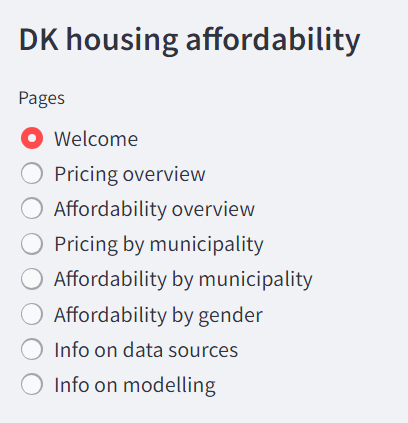 DK housing affordability
Pages
Welcome
Pricing overview
Affordability overview
Pricing by municipality
Affordability by municipality
Affordability by gender
Info on data sources
Info on modelling